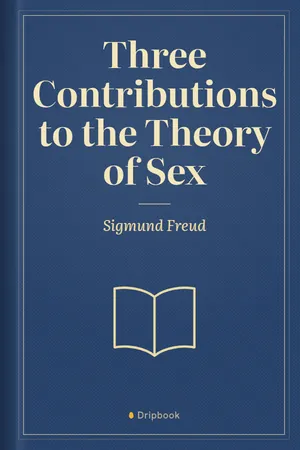 Three
Contributions
to the Theory
of Sex
Sigmund Freud
Dripbook